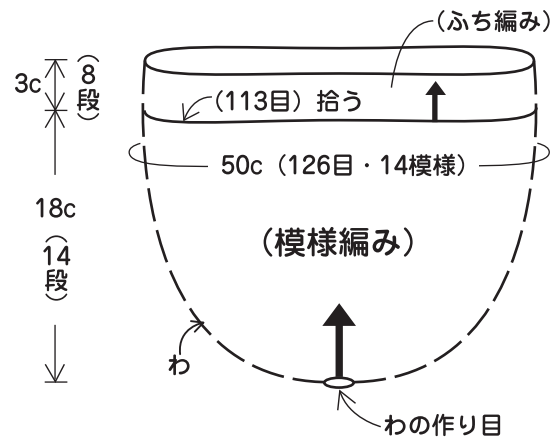 （ふち編み）
3c
（8段）
（113目）拾う
50c（126目・14模様）
18c
（14段）
（模様編み）
わ
わの作り目